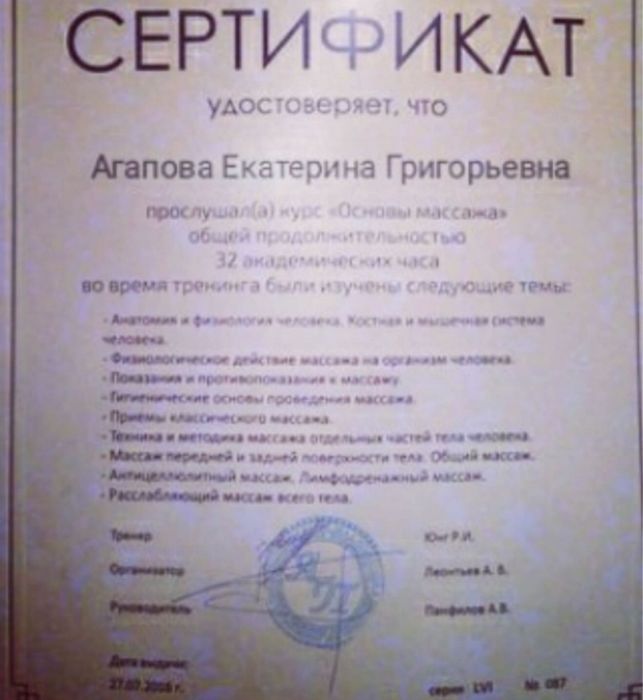 СЕРТИФИКАТ
удостоверяет, что
Агапова Екатерина Григорьевна
прослушал(а) курс «Основы массажа»
общей продолжительностью
32 академических часа
во время тренинга были изучены следующие темы:
- Анатомия и физиология человека. Костная и мышечная система
человека.
- Физиологическое действие массажа на организм человека.
- Показания и противопоказания к массажу.
- Гигиенические основы проведения массажа.
- Приемы классического массажа.
- Техника и методика массажа отдельных частей тела человека.
- Массаж передней и задней поверхности тела. Общий массаж.
- Антицеллюлитный массаж. Лимфодренажный массаж.
- Расслабляющий массаж всего тела.
Тренер Юнг Р.И.
Организатор Леонтьев А. В.
Руководитель Панфилов А.В.
Дата выдачи:
серия LVI № 087